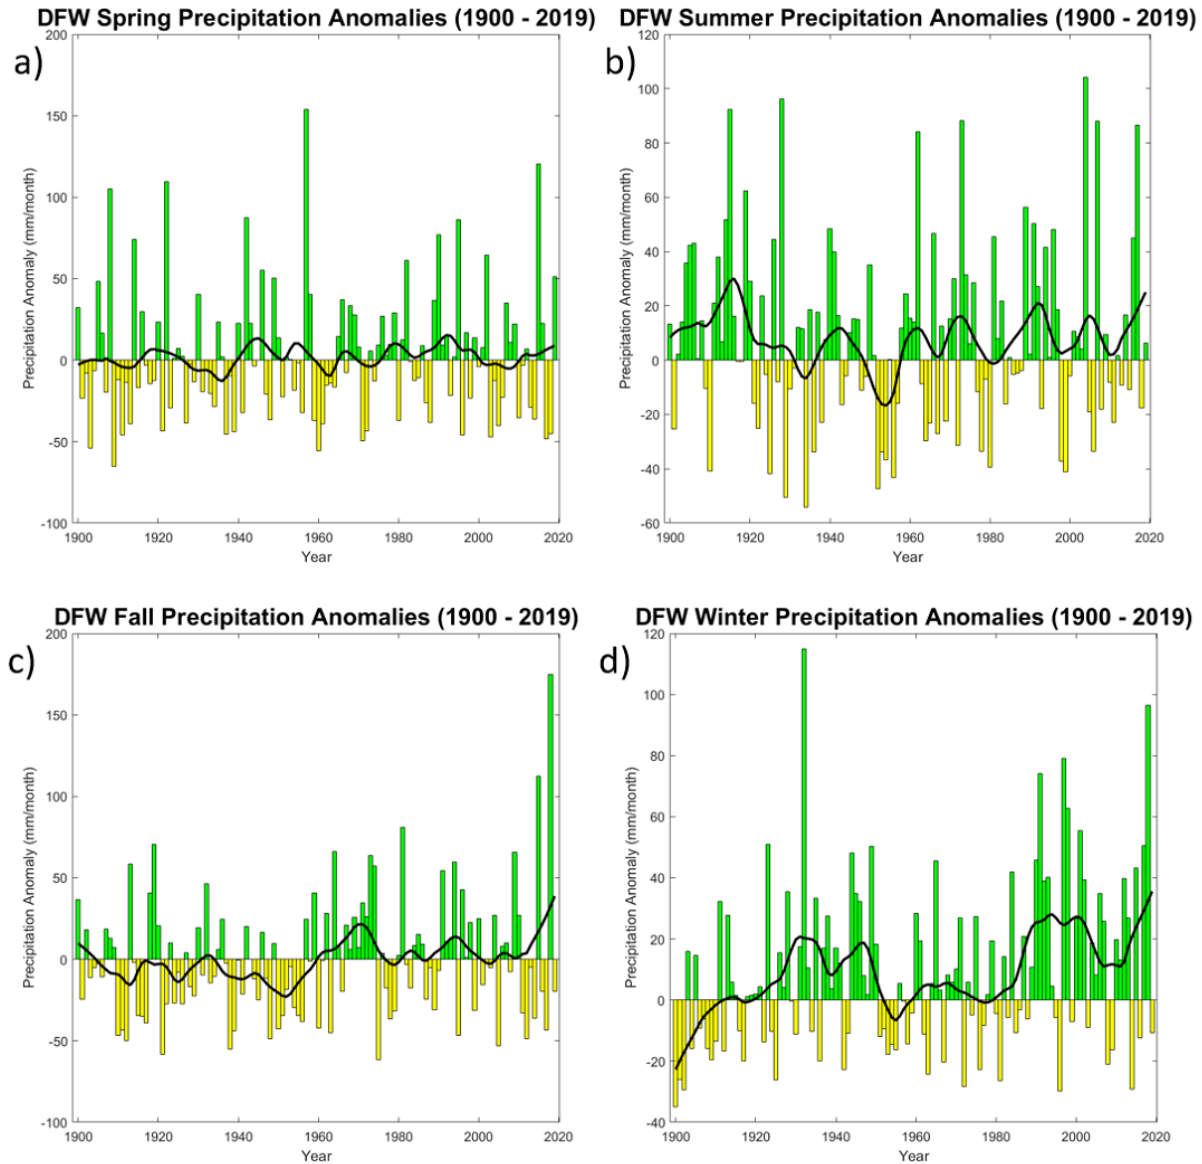 DFW Spring Precipitation Anomalies (1900 - 2019)
a)
200
150
100
50
0
-50
-100
Precipitation Anomaly (mm/month)
1900 1920 1940 1960 1980 2000 2020
Year
DFW Summer Precipitation Anomalies (1900 - 2019)
b)
120
100
80
60
40
20
0
-20
-40
-60
Precipitation Anomaly (mm/month)
1900 1920 1940 1960 1980 2000 2020
Year
DFW Fall Precipitation Anomalies (1900 - 2019)
c)
200
150
100
50
0
-50
-100
Precipitation Anomaly (mm/month)
1900 1920 1940 1960 1980 2000 2020
Year
DFW Winter Precipitation Anomalies (1900 - 2019)
d)
120
100
80
60
40
20
0
-20
-40
Precipitation Anomaly (mm/month)
1900 1920 1940 1960 1980 2000 2020
Year